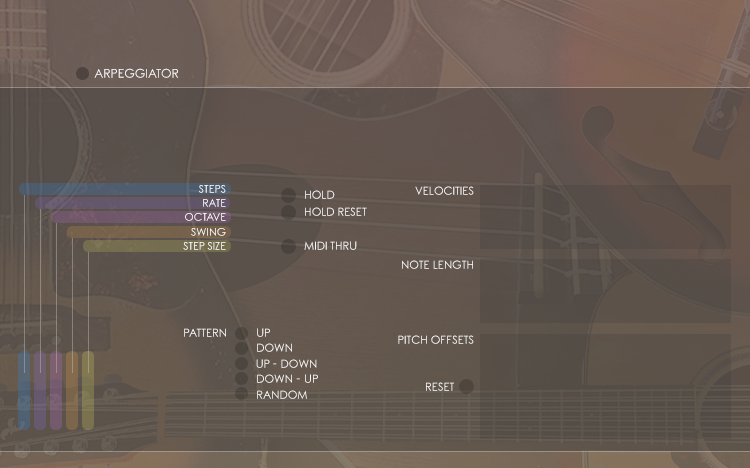 ARPEGGIATOR
STEPS
RATE
OCTAVE
SWING
STEP SIZE
HOLD
HOLD RESET
MIDI THRU
VELOCITIES
NOTE LENGTH
PITCH OFFSETS
RESET
PATTERN
UP
DOWN
UP - DOWN
DOWN - UP
RANDOM